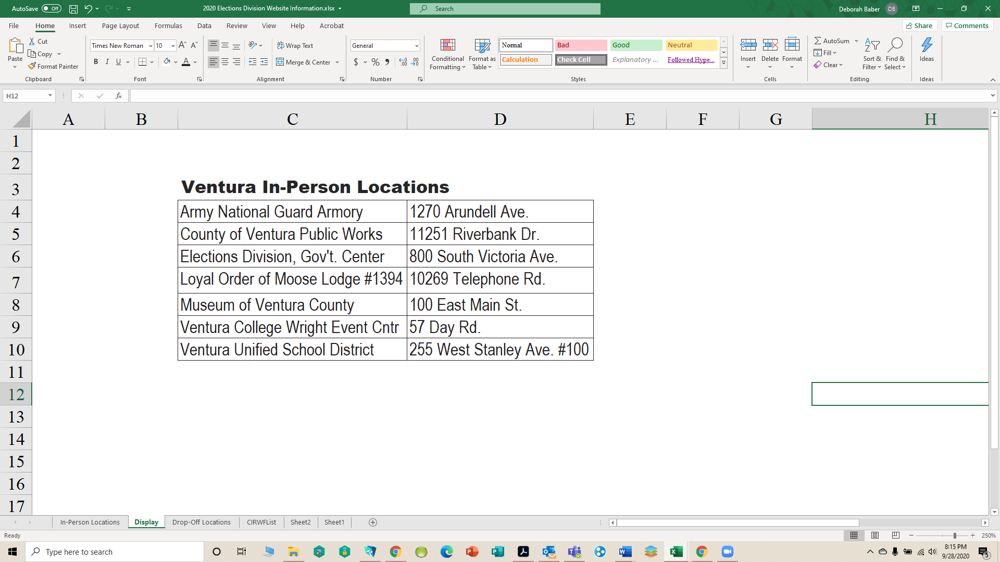 AutoSave Off 2020 Elections Division Website Information.xlsx Search Deborah Baber DB
File Home Insert Page Layout Formulas Data Review View Help Acrobat Share Comments
Paste Cut Copy Format Painter
Clipboard
Times New Roman 10
B I U A
Font
Wrap Text
Merge & Center
Alignment
General
$ % ,
Number
Conditional Formatting
Format as Table
Normal Bad Good Neutral
Calculation Check Cell Explanatory ... Followed Hype...
Styles
Insert Delete Format
Cells
AutoSum
Fill
Clear
Sort & Filter
Find & Select
Editing
Ideas
Ideas
H12 fx
A B C D E F G H
1
2
3 Ventura In-Person Locations
4 Army National Guard Armory 1270 Arundell Ave.
5 County of Ventura Public Works 11251 Riverbank Dr.
6 Elections Division, Gov't. Center 800 South Victoria Ave.
7 Loyal Order of Moose Lodge #1394 10269 Telephone Rd.
8 Museum of Ventura County 100 East Main St.
9 Ventura College Wright Event Cntr 57 Day Rd.
10 Ventura Unified School District 255 West Stanley Ave. #100
11
12
13
14
15
16
17
In-Person Locations Display Drop-Off Locations CIRWFList Sheet2 Sheet1
Ready 250%
Type here to search
8:15 PM
9/28/2020
5